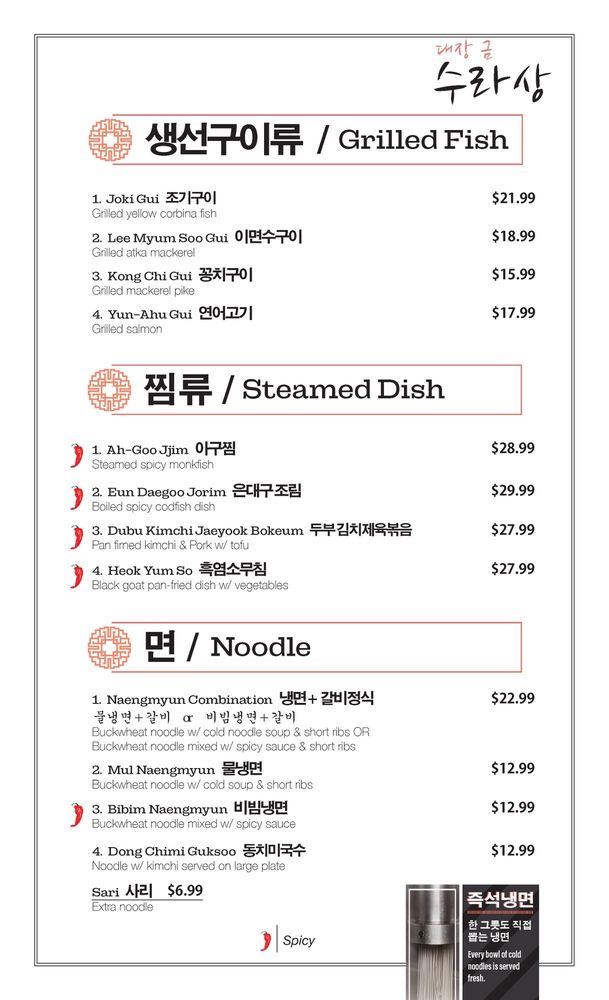 대장 금
수라상
생선구이류 / Grilled Fish
1. Joki Gui 조기구이 $21.99
Grilled yellow corbina fish
2. Lee Myum Soo Gui 이면수구이 $18.99
Grilled atka mackerel
3. Kong Chi Gui 꽁치구이 $15.99
Grilled mackerel pike
4. Yun-Ahu Gui 연어고기 $17.99
Grilled salmon
찜류 / Steamed Dish
1. Ah-Goo Jjim 아구찜 $28.99
Steamed spicy monkfish
2. Eun Daegoo Jorim 은대구 조림 $29.99
Boiled spicy codfish dish
3. Dubu Kimchi Jaeyook Bokeum 두부 김치제육볶음 $27.99
Pan firned kimchi & Pork w/ tofu
4. Heok Yum So 흑염소무침 $27.99
Black goat pan-fried dish w/ vegetables
면 / Noodle
1. Naengmyun Combination 냉면 + 갈비정식 $22.99
물냉면 + 갈비 or 비빔냉면 + 갈비
Buckwheat noodle w/ cold noodle soup & short ribs OR
Buckwheat noodle mixed w/ spicy sauce & short ribs
2. Mul Naengmyun 물냉면 $12.99
Buckwheat noodle w/ cold soup & short ribs
3. Bibim Naengmyun 비빔냉면 $12.99
Buckwheat noodle mixed w/ spicy sauce
4. Dong Chimi Guksoo 동치미국수 $12.99
Noodle w/ kimchi served on large plate
Sari 사리 $6.99
Extra noodle
Spicy
즉석냉면
한 그릇도 직접
뽑는 냉면
Every bowl of cold
noodles is served
fresh.